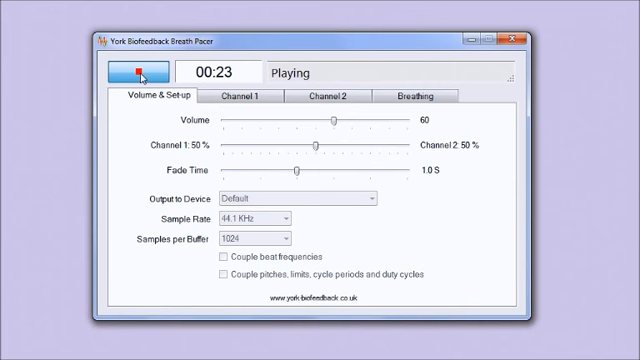 York Biofeedback Breath Pacer
00:23
Playing
Volume & Set-up
Channel 1
Channel 2
Breathing
Volume
60
Channel 1: 50 %
Channel 2: 50 %
Fade Time
1.0 S
Output to Device
Default
Sample Rate
44.1 KHz
Samples per Buffer
1024
Couple beat frequencies
Couple pitches, limits, cycle periods and duty cycles
www.york-biofeedback.co.uk